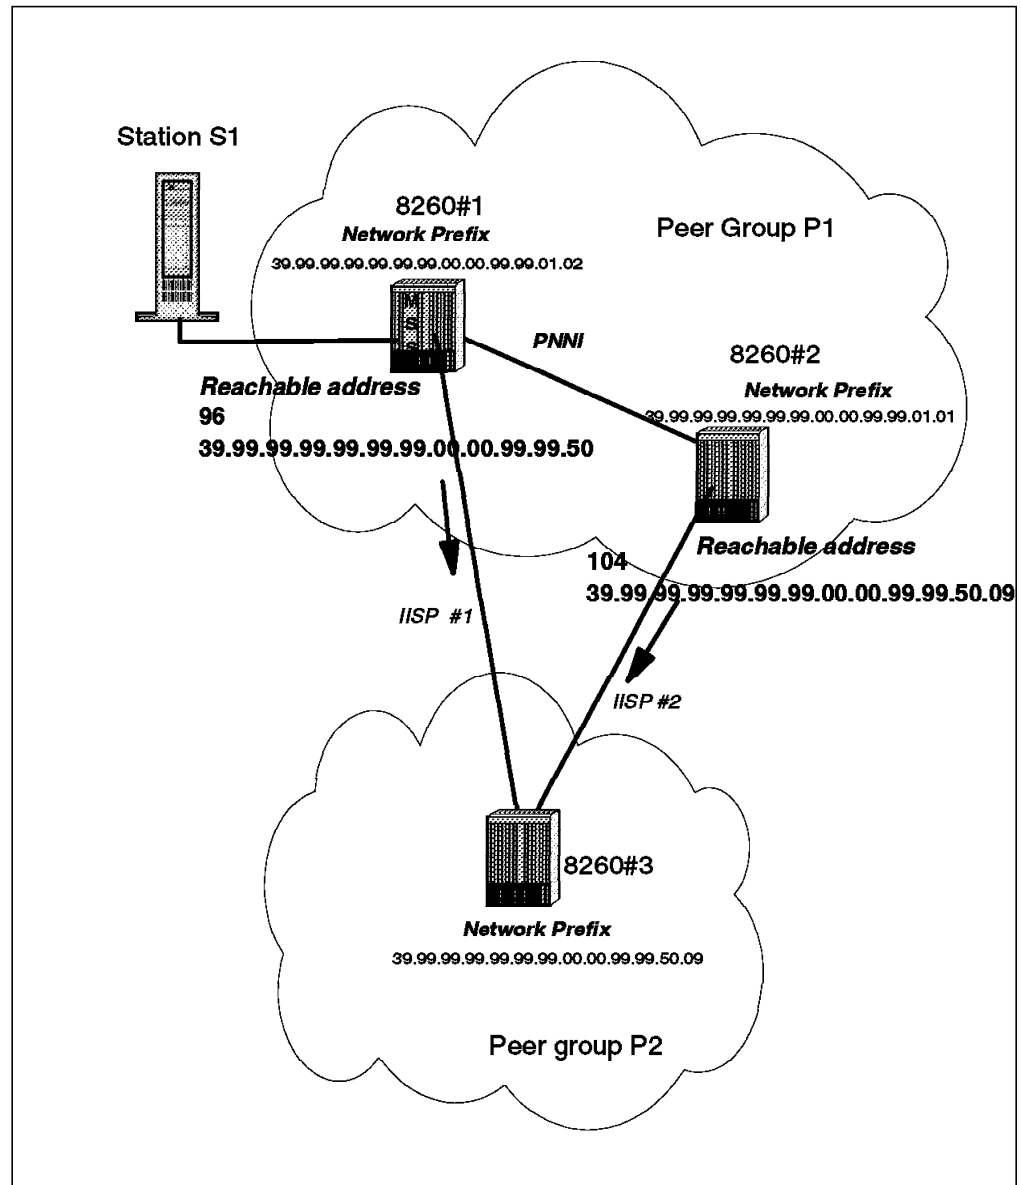 Station S1
8260#1
Network Prefix
39.99.99.99.99.99.99.00.00.99.99.01.02
Peer Group P1
M
S
S
PNNI
8260#2
Network Prefix
39.99.99.99.99.99.99.00.00.99.99.01.01
Reachable address
96
39.99.99.99.99.99.99.00.00.99.99.50
Reachable address
104
39.99.99.99.99.99.99.00.00.99.99.50.09
IISP #1
IISP #2
8260#3
Network Prefix
39.99.99.99.99.99.99.00.00.99.99.50.09
Peer group P2